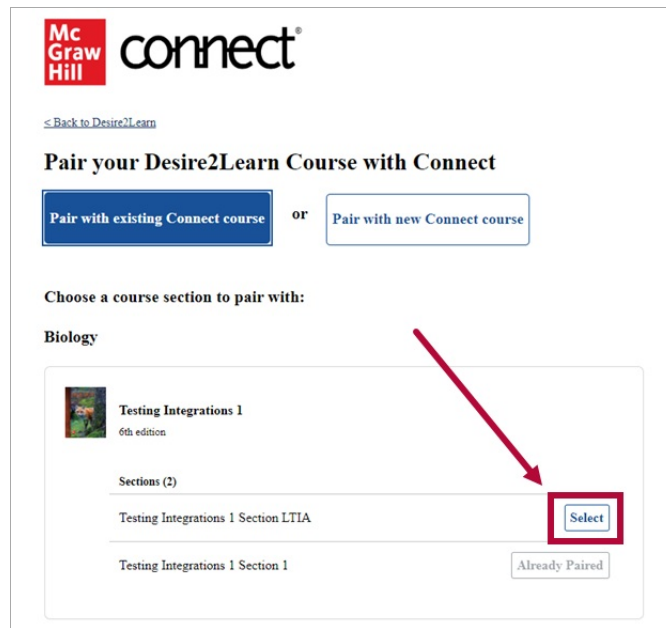 Mc
Graw
Hill
connect®
< Back to Desire2Learn
Pair your Desire2Learn Course with Connect
Pair with existing Connect course or Pair with new Connect course
Choose a course section to pair with:
Biology
Testing Integrations 1
6th edition
Sections (2)
Testing Integrations 1 Section LTIA Select
Testing Integrations 1 Section 1 Already Paired